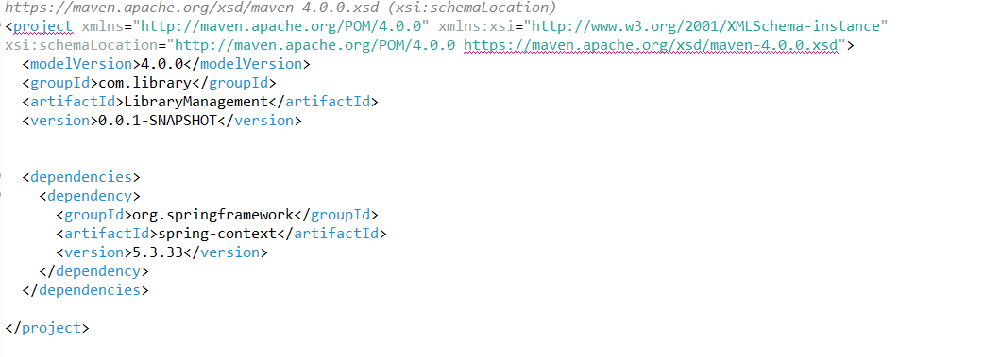 https://maven.apache.org/xsd/maven-4.0.0.xsd (xsi:schemaLocation)
<project xmlns="http://maven.apache.org/POM/4.0.0"  xmlns:xsi="http://www.w3.org/2001/XMLSchema-instance"
xsi:schemaLocation="http://maven.apache.org/POM/4.0.0 https://maven.apache.org/xsd/maven-4.0.0.xsd">
  <modelVersion>4.0.0</modelVersion>
  <groupId>com.library</groupId>
  <artifactId>LibraryManagement</artifactId>
  <version>0.0.1-SNAPSHOT</version>
  <dependencies>
    <dependency>
      <groupId>org.springframework</groupId>
      <artifactId>spring-context</artifactId>
      <version>5.3.33</version>
    </dependency>
  </dependencies>
</project>